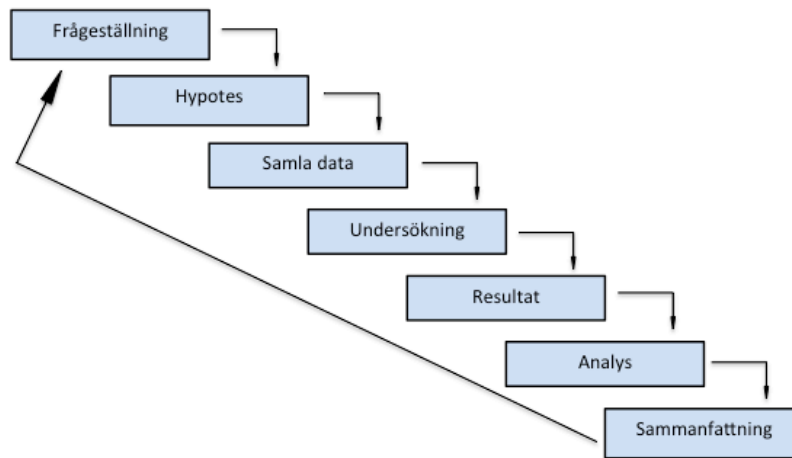 Frågeställning
Hypotes
Samla data
Undersökning
Resultat
Analys
Sammanfattning